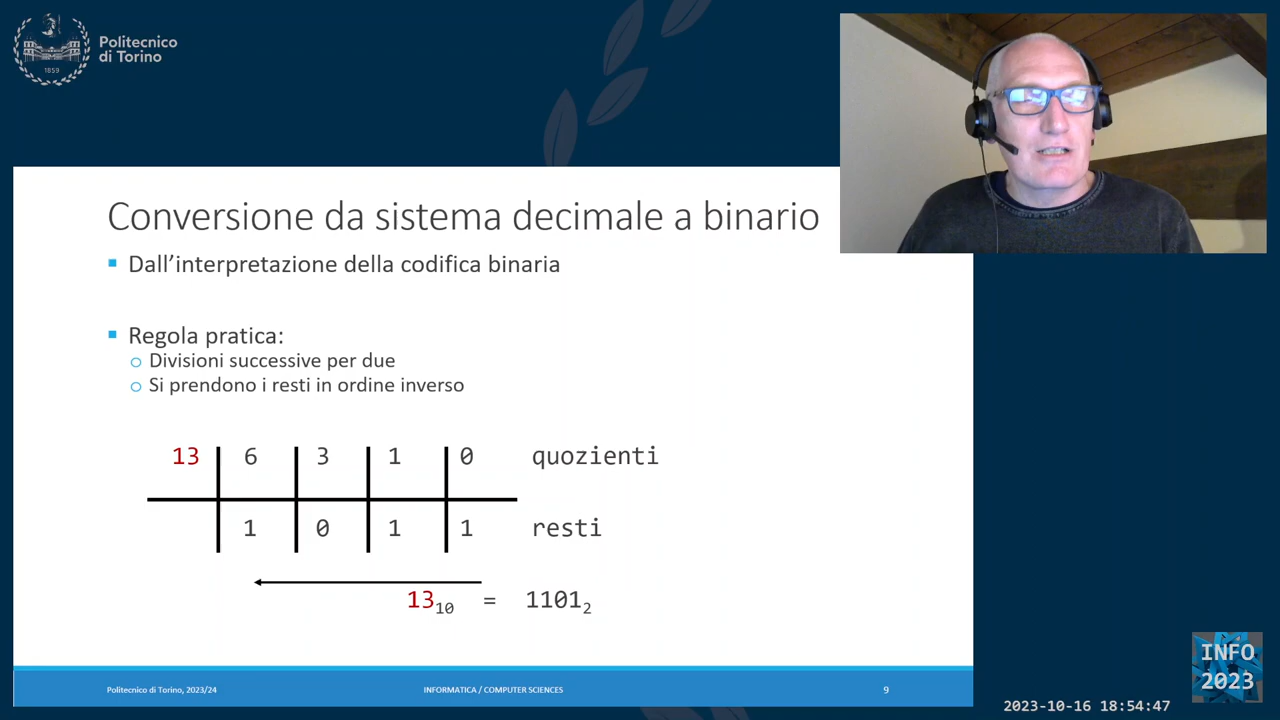 Politecnico
di Torino
1859
Conversione da sistema decimale a binario
Dall'interpretazione della codifica binaria
Regola pratica:
Divisioni successive per due
Si prendono i resti in ordine inverso
13 6 3 1 0 quozienti
1 0 1 1 resti
13₁₀ = 1101₂
Politecnico di Torino, 2023/24 INFORMATICA / COMPUTER SCIENCES 9
INFO
2023
2023-10-16 18:54:47